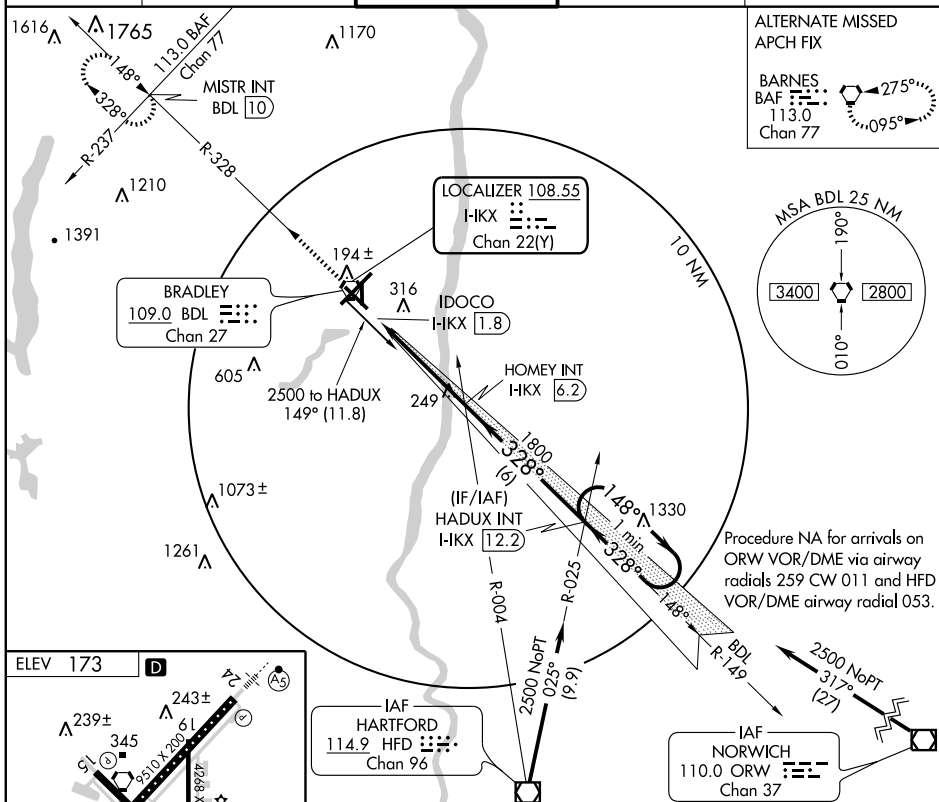 1616
1765
148°
328°
113.0 BAF
Chan 77
MISTR INT
BDL 10
R-237
R-328
1170
1210
1391
ALTERNATE MISSED
APCH FIX
BARNES
BAF
113.0
Chan 77
275°
095°
LOCALIZER 108.55
I-IKX
Chan 22(Y)
10 NM
MSA BDL 25 NM
190°
3400
2800
010°
194±
316
BRADLEY
109.0 BDL
Chan 27
IDOCO
I-IKX 1.8
605
2500 to HADUX
149° (11.8)
249
HOMEY INT
I-IKX 6.2
1800
328°
(6)
1073±
1261
(IF/IAF)
HADUX INT
I-IKX 12.2
148°
1 min
328°
1330
Procedure NA for arrivals on
ORW VOR/DME via airway
radials 259 CW 011 and HFD
VOR/DME airway radial 053.
R-004
R-025
148°
BDL
R-149
2500 NoPT
025°
(9.9)
2500 NoPT
317°
(27)
IAF
HARTFORD
114.9 HFD
Chan 96
IAF
NORWICH
110.0 ORW
Chan 37
ELEV 173
D
24
A5
P
239±
243±
19
345
P
15
9510 X 200
4268 X